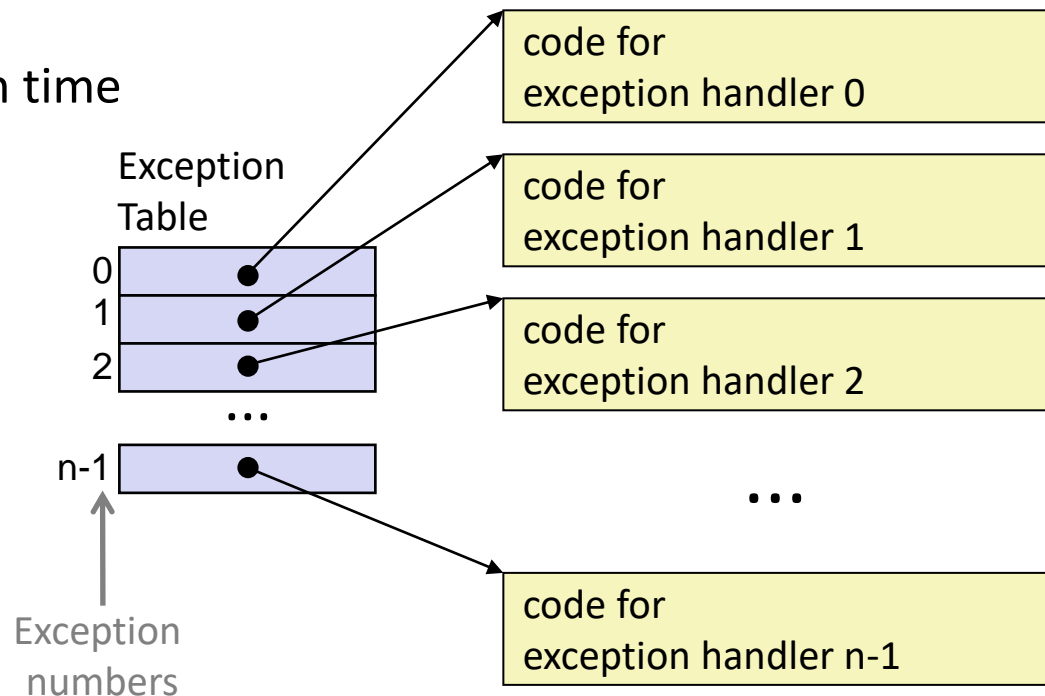 n time
Exception
Table
0
1
2
...
n-1
Exception
numbers
code for
exception handler 0
code for
exception handler 1
code for
exception handler 2
...
code for
exception handler n-1